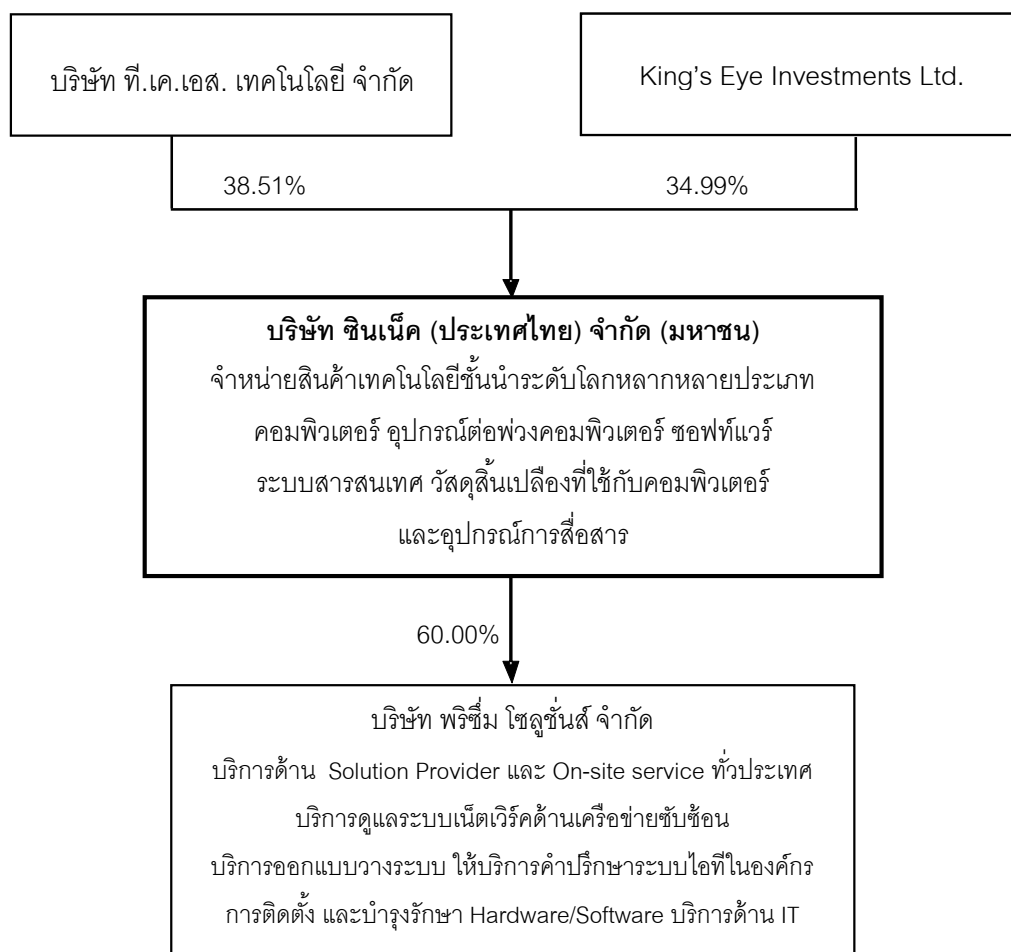 บริษัท ที.เค.เอส. เทคโนโลยี จำกัด
King's Eye Investments Ltd.
38.51%
34.99%
บริษัท ซินเน็ค (ประเทศไทย) จำกัด (มหาชน)
จำหน่ายสินค้าเทคโนโลยีชั้นนำระดับโลกหลากหลายประเภท
คอมพิวเตอร์ อุปกรณ์ต่อพ่วงคอมพิวเตอร์ ซอฟท์แวร์
ระบบสารสนเทศ วัสดุสิ้นเปลืองที่ใช้กับคอมพิวเตอร์
และอุปกรณ์การสื่อสาร
60.00%
บริษัท พริซึ่ม โซลูชั่นส์ จำกัด
บริการด้าน Solution Provider และ On-site service ทั่วประเทศ
บริการดูแลระบบเน็ตเวิร์คด้านเครือข่ายซับซ้อน
บริการออกแบบวางระบบ ให้บริการคำปรึกษาระบบไอทีในองค์กร
การติดตั้ง และบำรุงรักษา Hardware/Software บริการด้าน IT